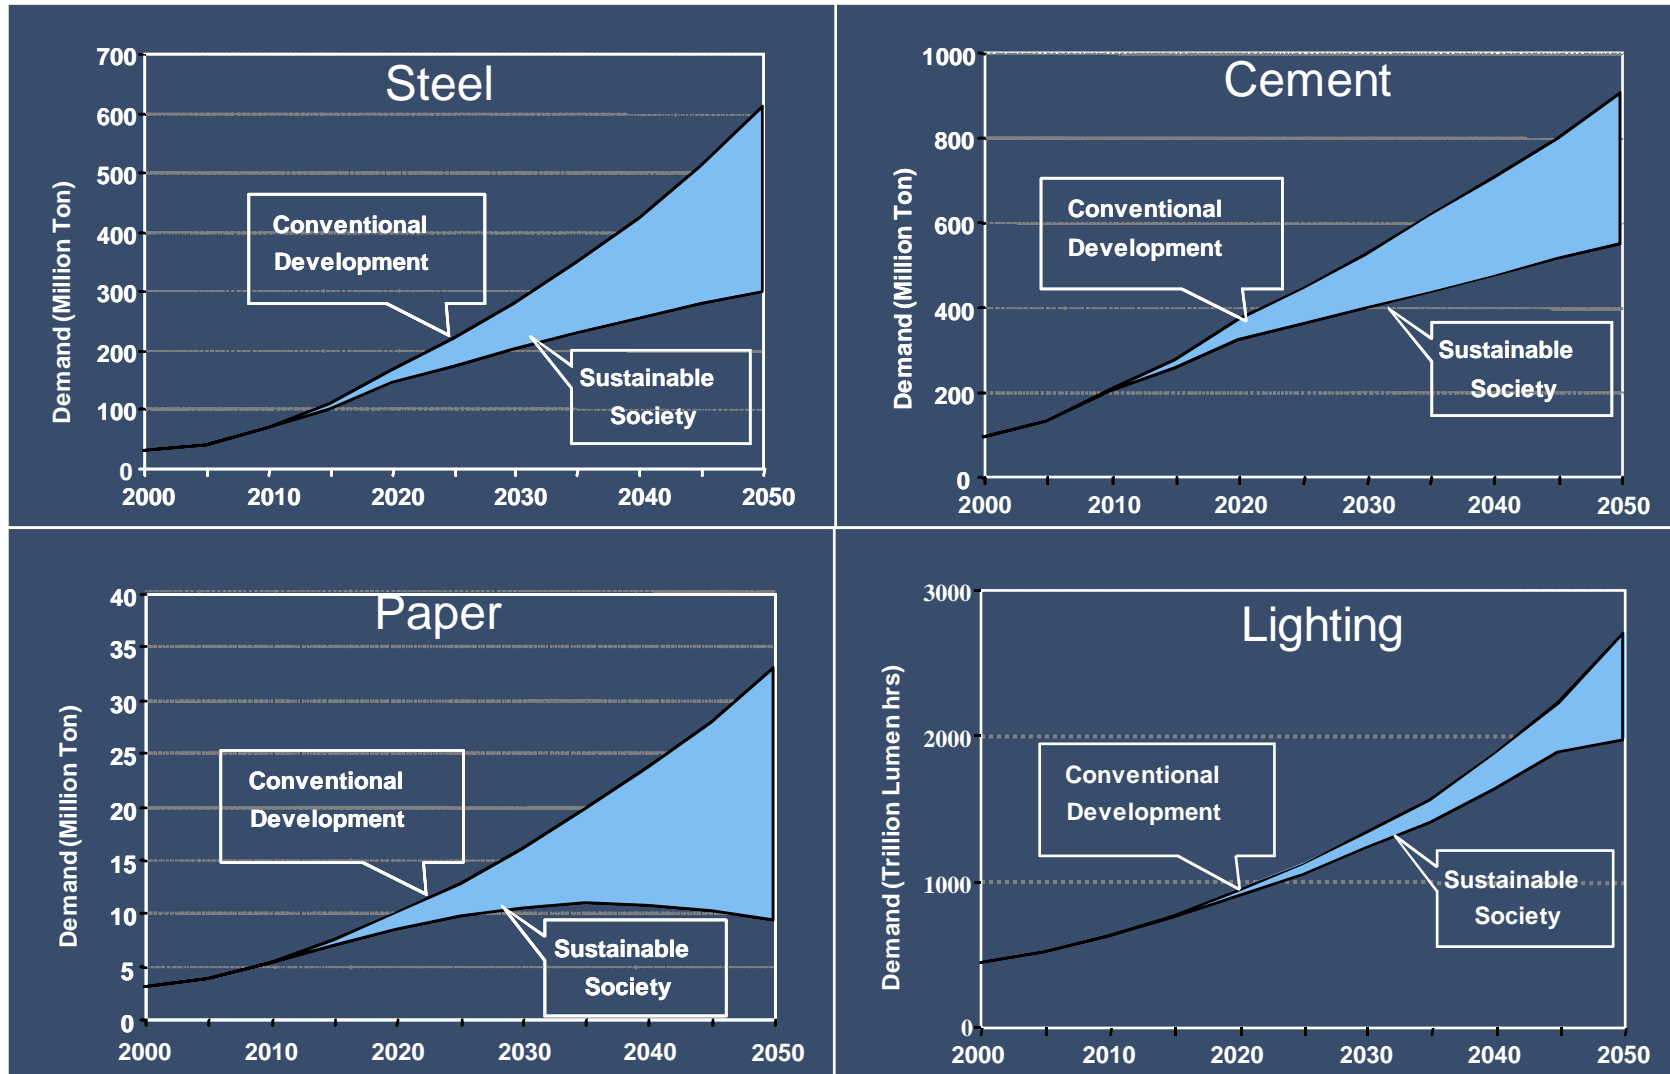 Steel
Demand (Million Ton)
700
600
500
400
300
200
100
0
Conventional
Development
Sustainable
Society
2000 2010 2020 2030 2040 2050
Cement
Demand (Million Ton)
1000
800
600
400
200
0
Conventional
Development
Sustainable
Society
2000 2010 2020 2030 2040 2050
Paper
Demand (Million Ton)
40
35
30
25
20
15
10
5
0
Conventional
Development
Sustainable
Society
2000 2010 2020 2030 2040 2050
Lighting
Demand (Trillion Lumen hrs)
3000
2000
1000
0
Conventional
Development
Sustainable
Society
2000 2010 2020 2030 2040 2050